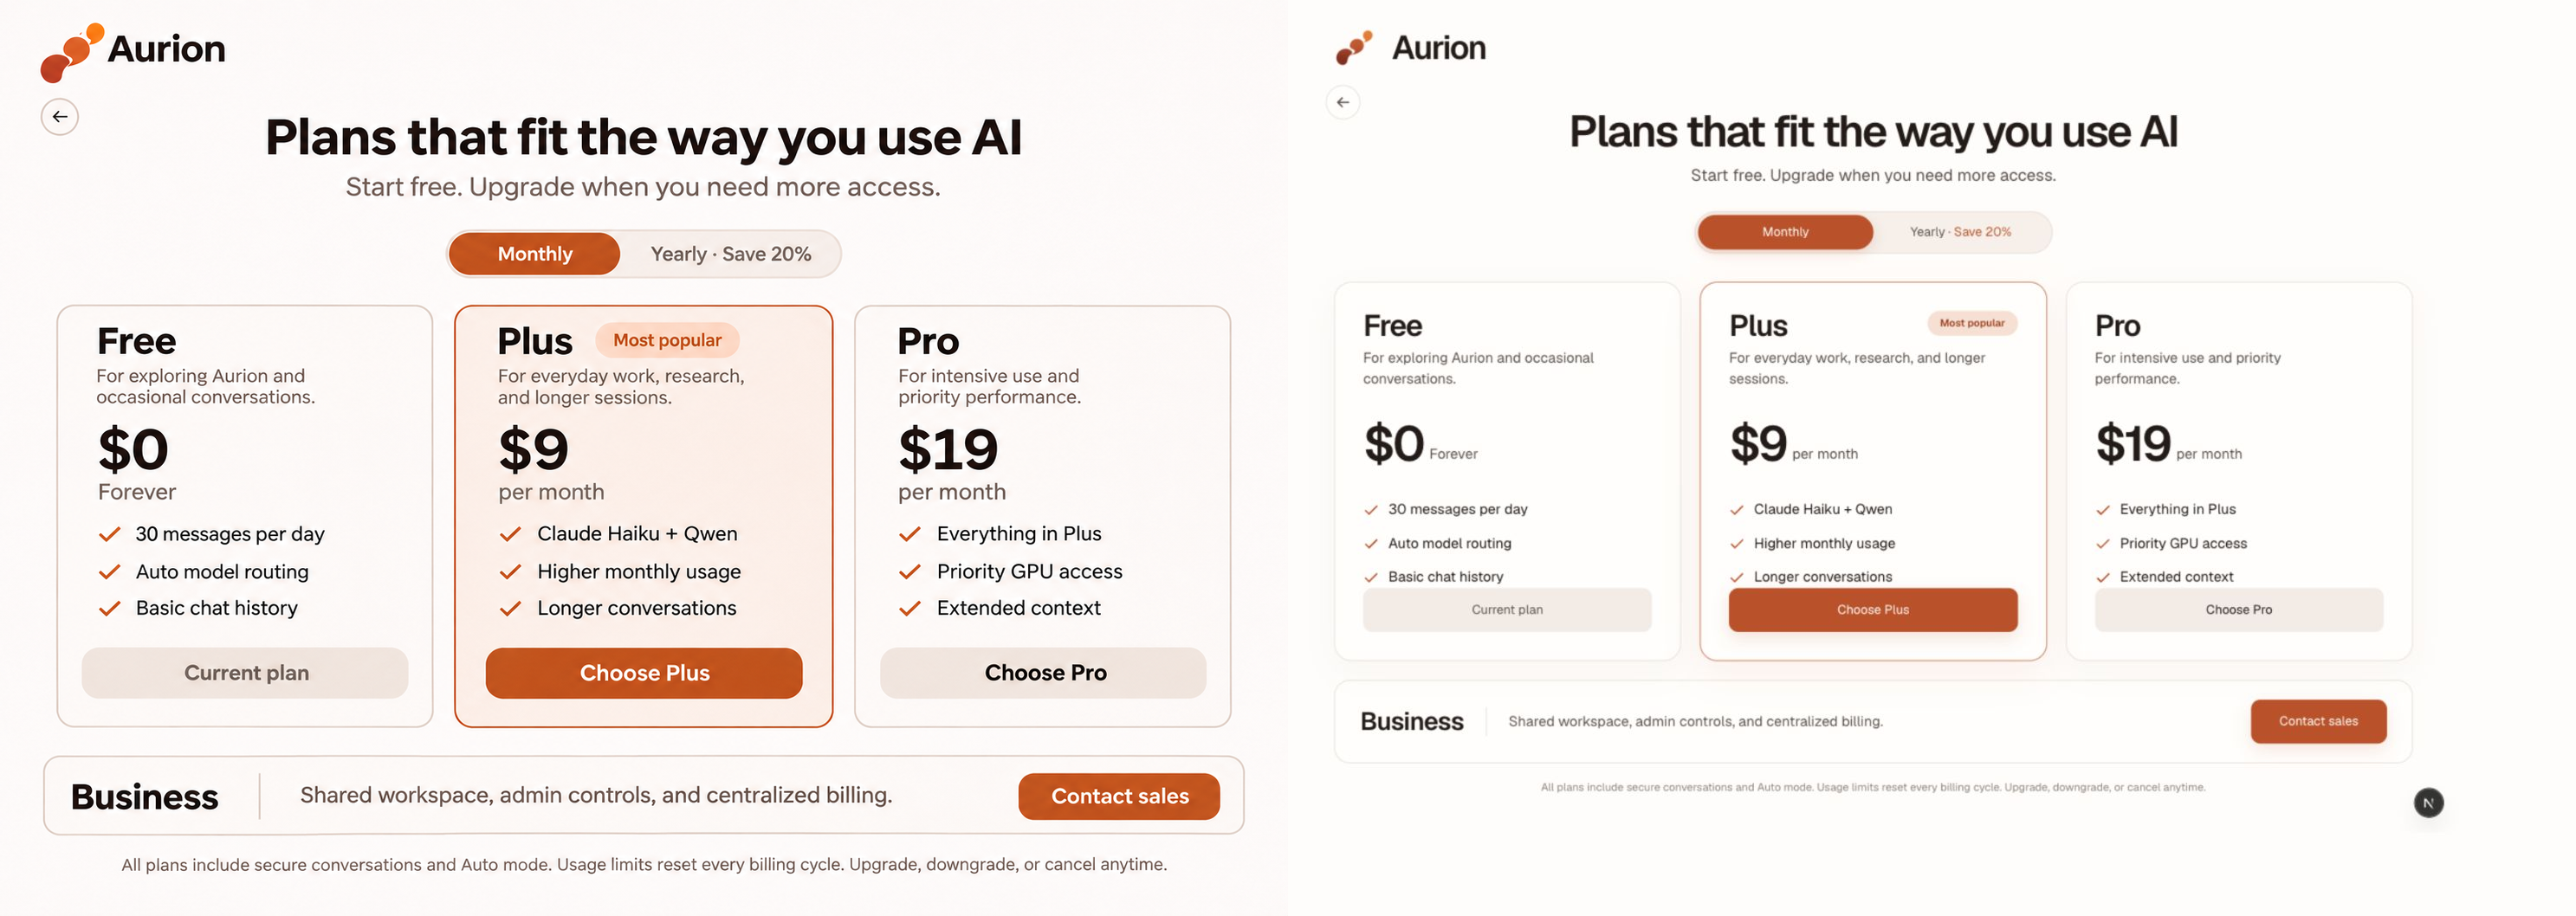 Aurion
Plans that fit the way you use AI
Start free. Upgrade when you need more access.
Monthly
Yearly · Save 20%
Free
For exploring Aurion and
occasional conversations.
$0
Forever
30 messages per day
Auto model routing
Basic chat history
Current plan
Plus
Most popular
For everyday work, research,
and longer sessions.
$9
per month
Claude Haiku + Qwen
Higher monthly usage
Longer conversations
Choose Plus
Pro
For intensive use and
priority performance.
$19
per month
Everything in Plus
Priority GPU access
Extended context
Choose Pro
Business
Shared workspace, admin controls, and centralized billing.
Contact sales
All plans include secure conversations and Auto mode. Usage limits reset every billing cycle. Upgrade, downgrade, or cancel anytime.
Aurion
Plans that fit the way you use AI
Start free. Upgrade when you need more access.
Monthly
Yearly · Save 20%
Free
For exploring Aurion and occasional
conversations.
$0 Forever
30 messages per day
Auto model routing
Basic chat history
Current plan
Plus
Most popular
For everyday work, research, and longer
sessions.
$9 per month
Claude Haiku + Qwen
Higher monthly usage
Longer conversations
Choose Plus
Pro
For intensive use and priority
performance.
$19 per month
Everything in Plus
Priority GPU access
Extended context
Choose Pro
Business
Shared workspace, admin controls, and centralized billing.
Contact sales
All plans include secure conversations and Auto mode. Usage limits reset every billing cycle. Upgrade, downgrade, or cancel anytime.
N